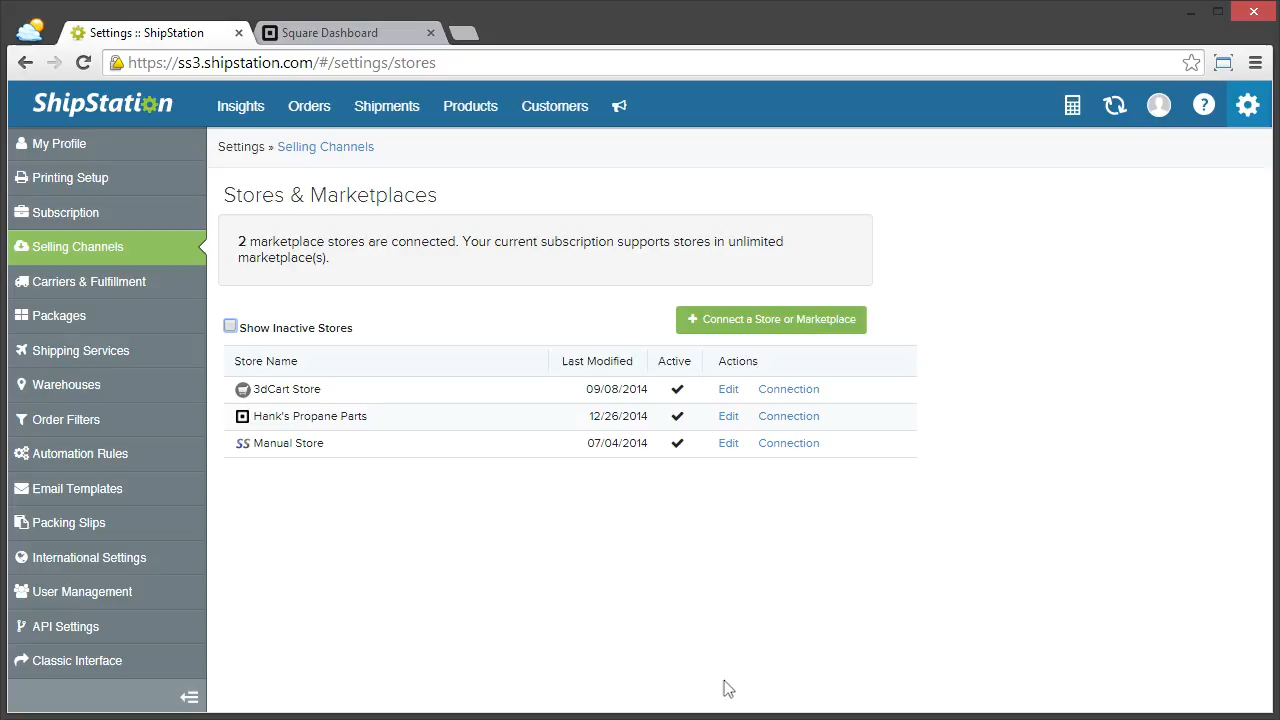 Settings :: ShipStation
Square Dashboard
https://ss3.shipstation.com/#/settings/stores
ShipStation Insights Orders Shipments Products Customers ?
My Profile
Printing Setup
Subscription
Selling Channels
Carriers & Fulfillment
Packages
Shipping Services
Warehouses
Order Filters
Automation Rules
Email Templates
Packing Slips
International Settings
User Management
API Settings
Classic Interface
Settings » Selling Channels
Stores & Marketplaces
2 marketplace stores are connected. Your current subscription supports stores in unlimited
marketplace(s).
Show Inactive Stores
+ Connect a Store or Marketplace
Store Name Last Modified Active Actions
3dCart Store 09/08/2014 Edit Connection
Hank's Propane Parts 12/26/2014 Edit Connection
SS Manual Store 07/04/2014 Edit Connection